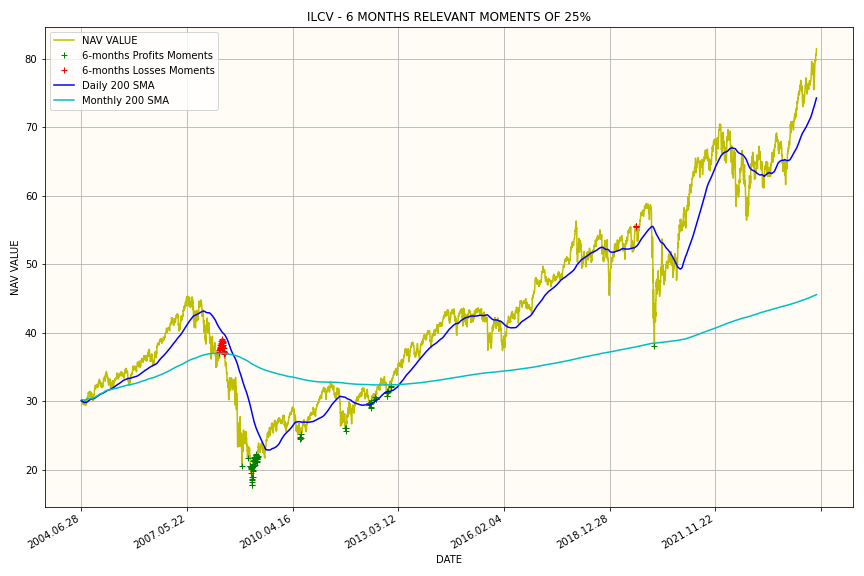 ILCV - 6 MONTHS RELEVANT MOMENTS OF 25%
NAV VALUE
6-months Profits Moments
6-months Losses Moments
Daily 200 SMA
Monthly 200 SMA
80
70
60
50
40
30
20
NAV VALUE
2004.06.28
2007.05.22
2010.04.16
2013.03.12
2016.02.04
2018.12.28
2021.11.22
DATE